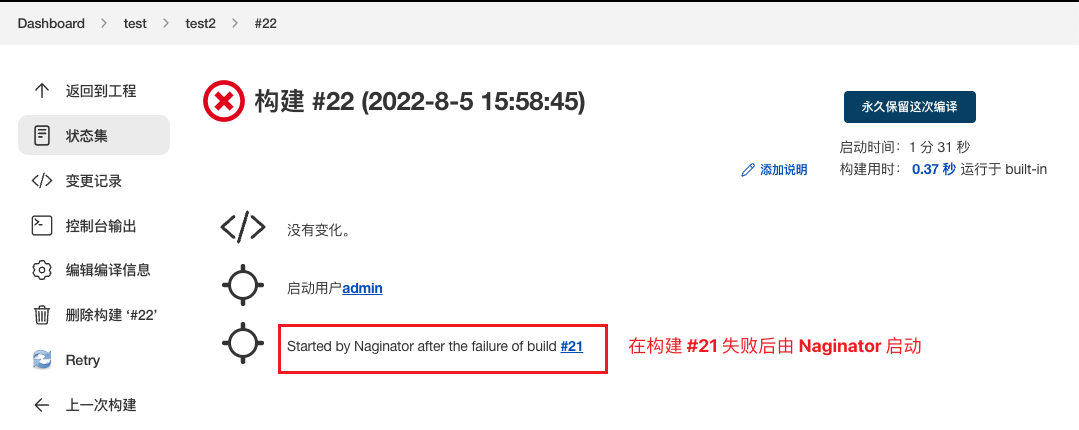 Dashboard > test > test2 > #22
返回到工程
状态集
变更记录
控制台输出
编辑编译信息
删除构建 ‘#22’
Retry
上一次构建
构建 #22 (2022-8-5 15:58:45)
永久保留这次编译
启动时间： 1 分 31 秒
添加说明
构建用时： 0.37 秒 运行于 built-in
没有变化。
启动用户admin
Started by Naginator after the failure of build #21
在构建 #21 失败后由 Naginator 启动